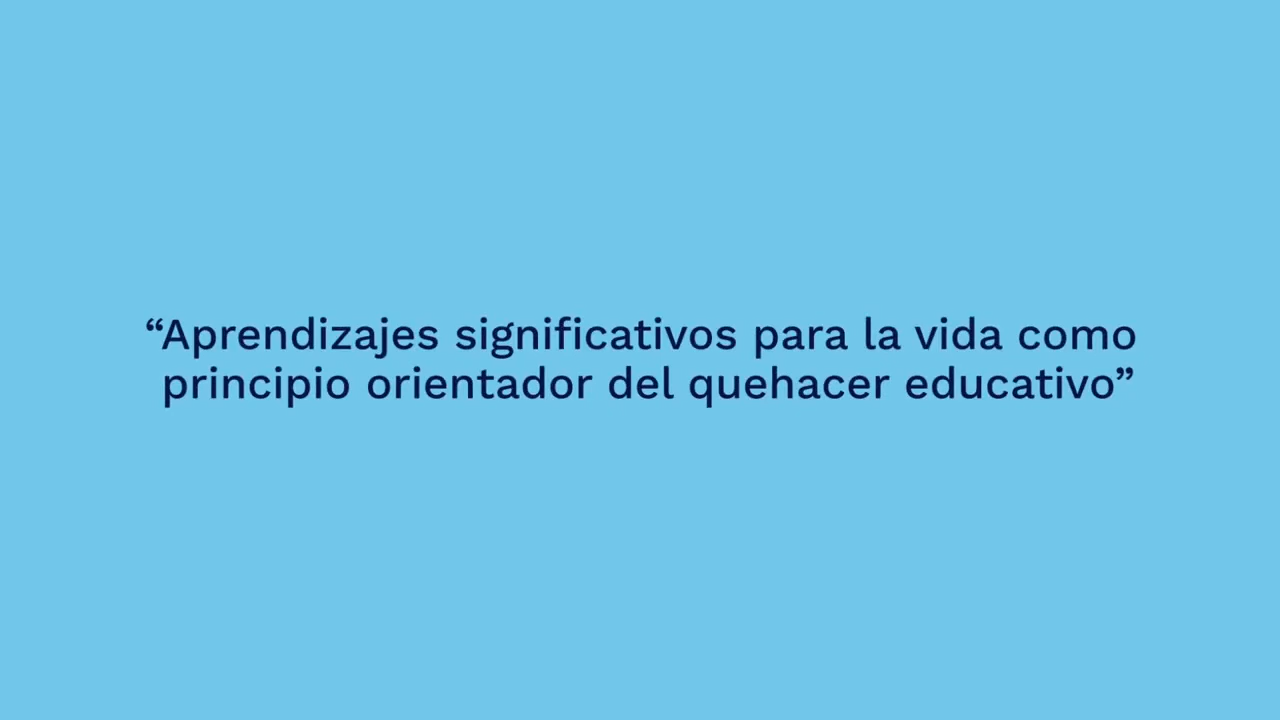 “Aprendizajes significativos para la vida como
principio orientador del quehacer educativo”